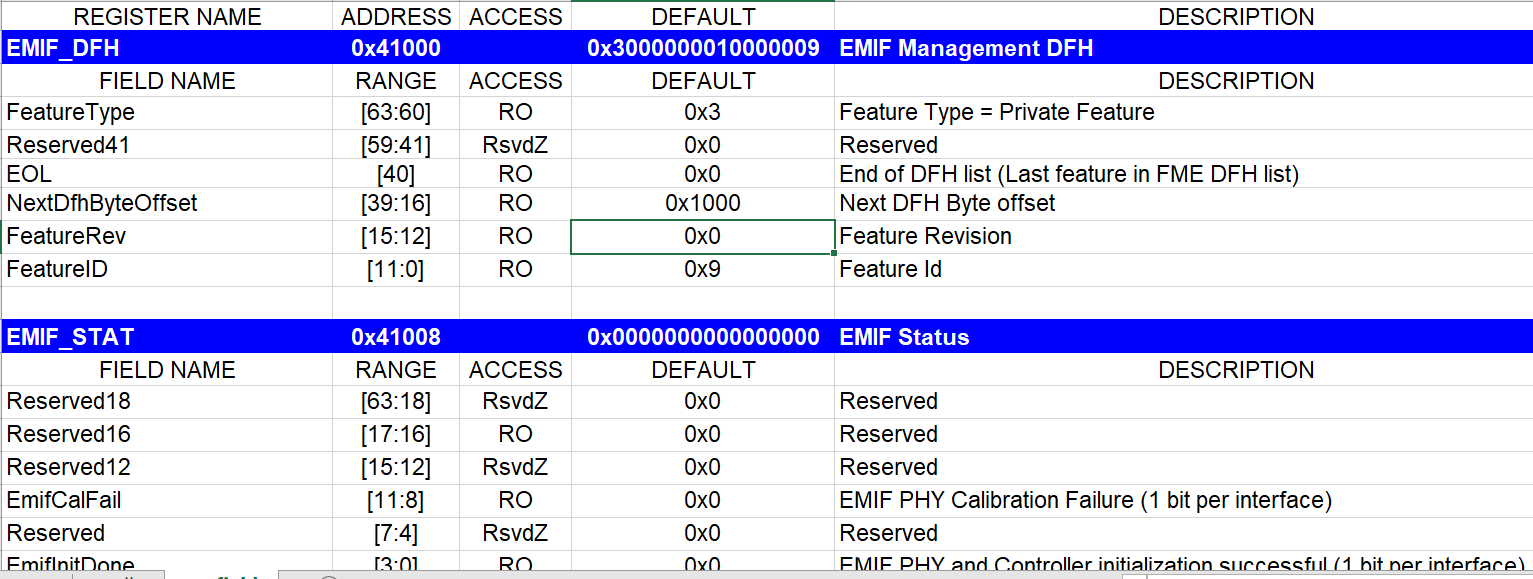 REGISTER NAME ADDRESS ACCESS DEFAULT DESCRIPTION
EMIF_DFH 0x41000 0x3000000010000009 EMIF Management DFH
FIELD NAME RANGE ACCESS DEFAULT DESCRIPTION
FeatureType [63:60] RO 0x3 Feature Type = Private Feature
Reserved41 [59:41] RsvdZ 0x0 Reserved
EOL [40] RO 0x0 End of DFH list (Last feature in FME DFH list)
NextDfhByteOffset [39:16] RO 0x1000 Next DFH Byte offset
FeatureRev [15:12] RO 0x0 Feature Revision
FeatureID [11:0] RO 0x9 Feature Id
EMIF_STAT 0x41008 0x0000000000000000 EMIF Status
FIELD NAME RANGE ACCESS DEFAULT DESCRIPTION
Reserved18 [63:18] RsvdZ 0x0 Reserved
Reserved16 [17:16] RO 0x0 Reserved
Reserved12 [15:12] RsvdZ 0x0 Reserved
EmifCalFail [11:8] RO 0x0 EMIF PHY Calibration Failure (1 bit per interface)
Reserved [7:4] RsvdZ 0x0 Reserved
EmifInitDone [3:0] RO 0x0 EMIF PHY and Controller initialization successful (1 bit per interface)